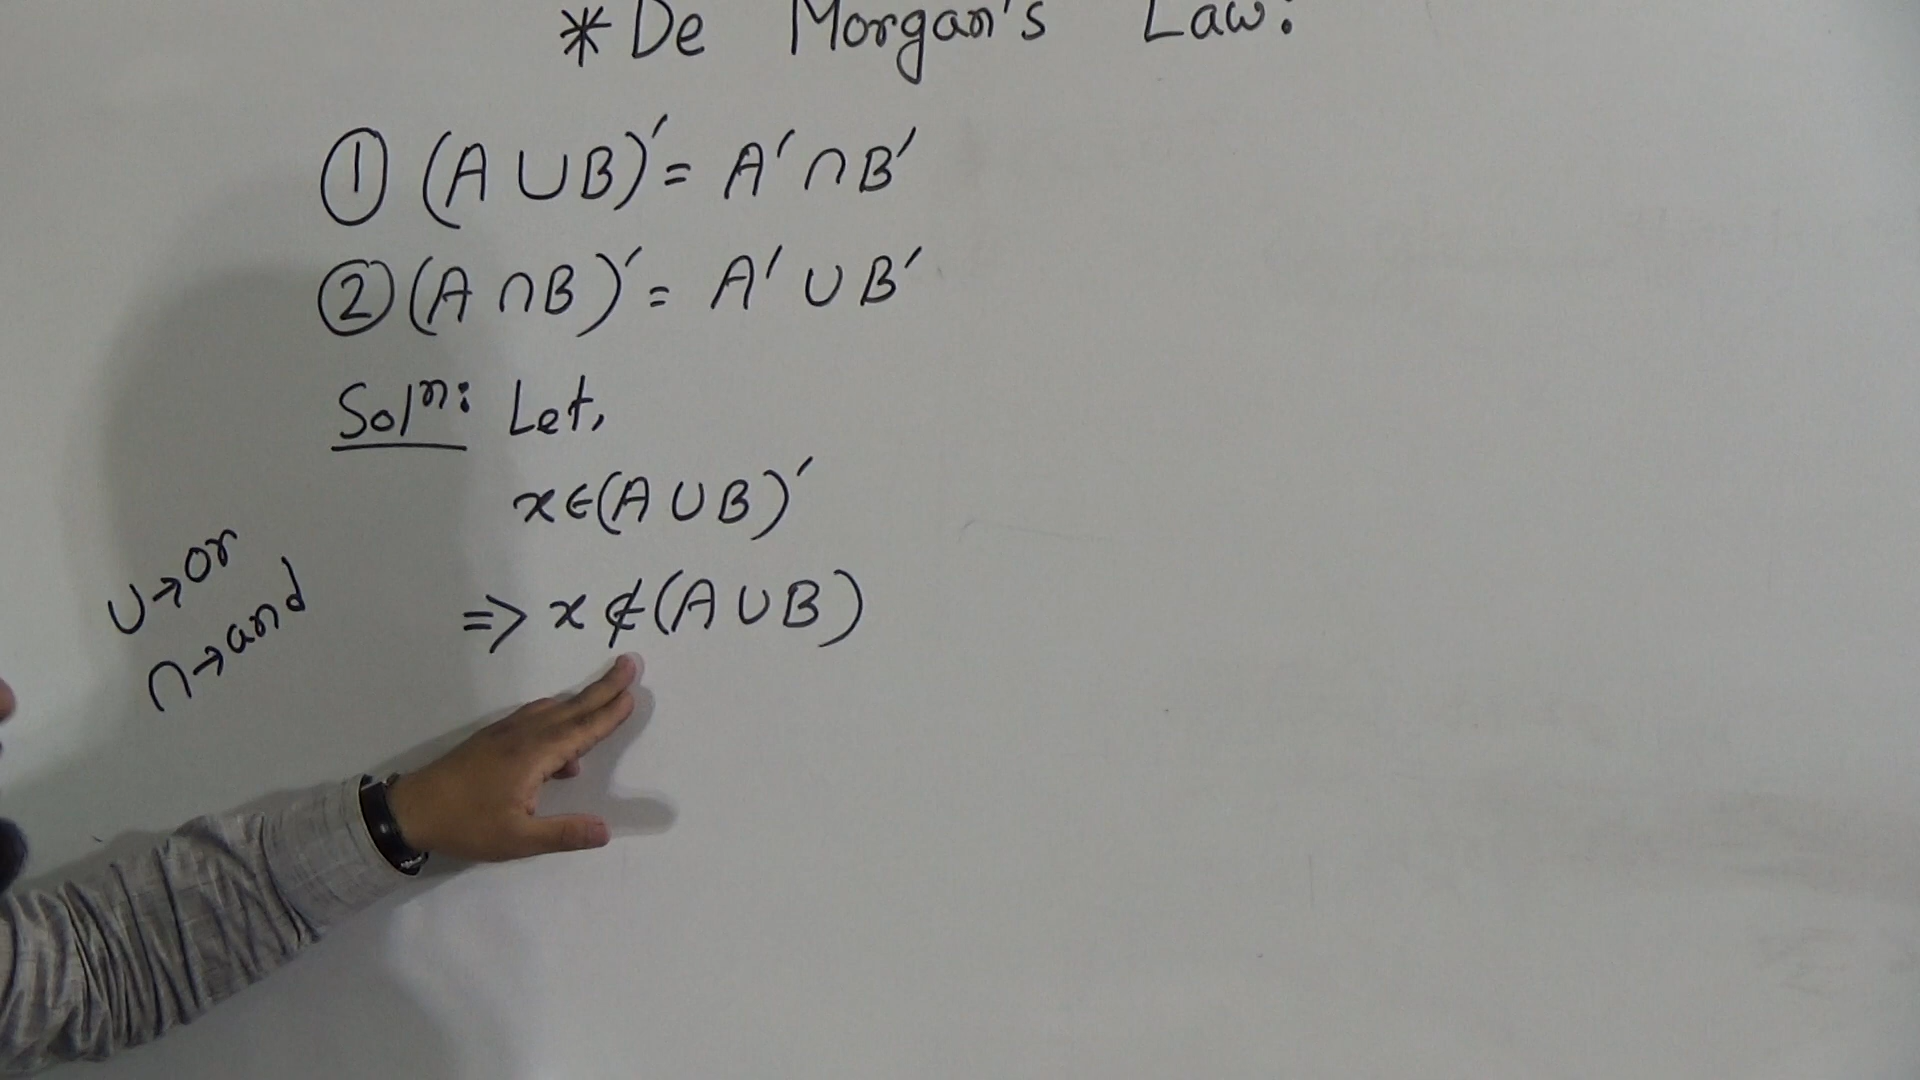 * De Morgan's Law:
① (A ∪ B)′ = A′ ∩ B′
② (A ∩ B)′ = A′ ∪ B′
Solⁿ: Let,
x ∈ (A ∪ B)′
⇒ x ∉ (A ∪ B)
∪ → or
∩ → and